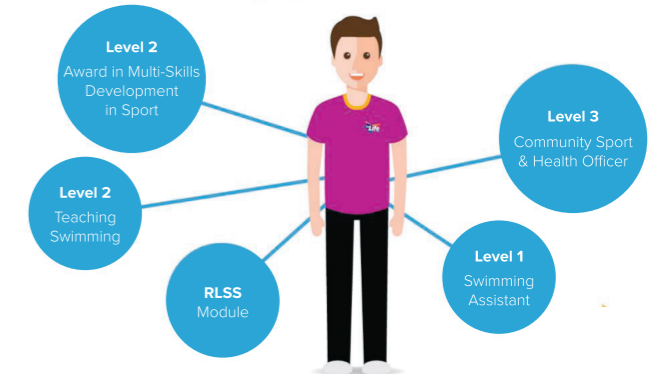 Level 2
Award in Multi-Skills
Development
in Sport
Level 3
Community Sport
& Health Officer
Level 2
Teaching
Swimming
Level 1
Swimming
Assistant
RLSS
Module